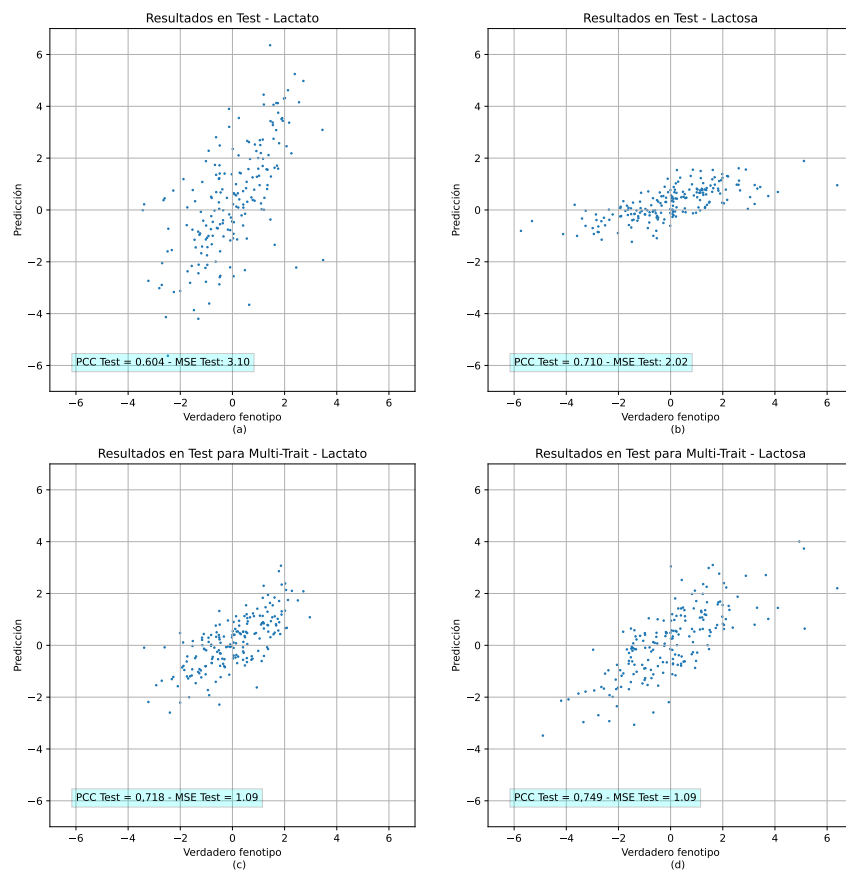 Resultados en Test - Lactato
6
4
2
0
−2
−4
−6
Predicción
PCC Test = 0.604 - MSE Test: 3.10
−6 −4 −2 0 2 4 6
Verdadero fenotipo
(a)
Resultados en Test - Lactosa
6
4
2
0
−2
−4
−6
Predicción
PCC Test = 0.710 - MSE Test: 2.02
−6 −4 −2 0 2 4 6
Verdadero fenotipo
(b)
Resultados en Test para Multi-Trait - Lactato
6
4
2
0
−2
−4
−6
Predicción
PCC Test = 0,718 - MSE Test = 1.09
−6 −4 −2 0 2 4 6
Verdadero fenotipo
(c)
Resultados en Test para Multi-Trait - Lactosa
6
4
2
0
−2
−4
−6
Predicción
PCC Test = 0,749 - MSE Test = 1.09
−6 −4 −2 0 2 4 6
Verdadero fenotipo
(d)